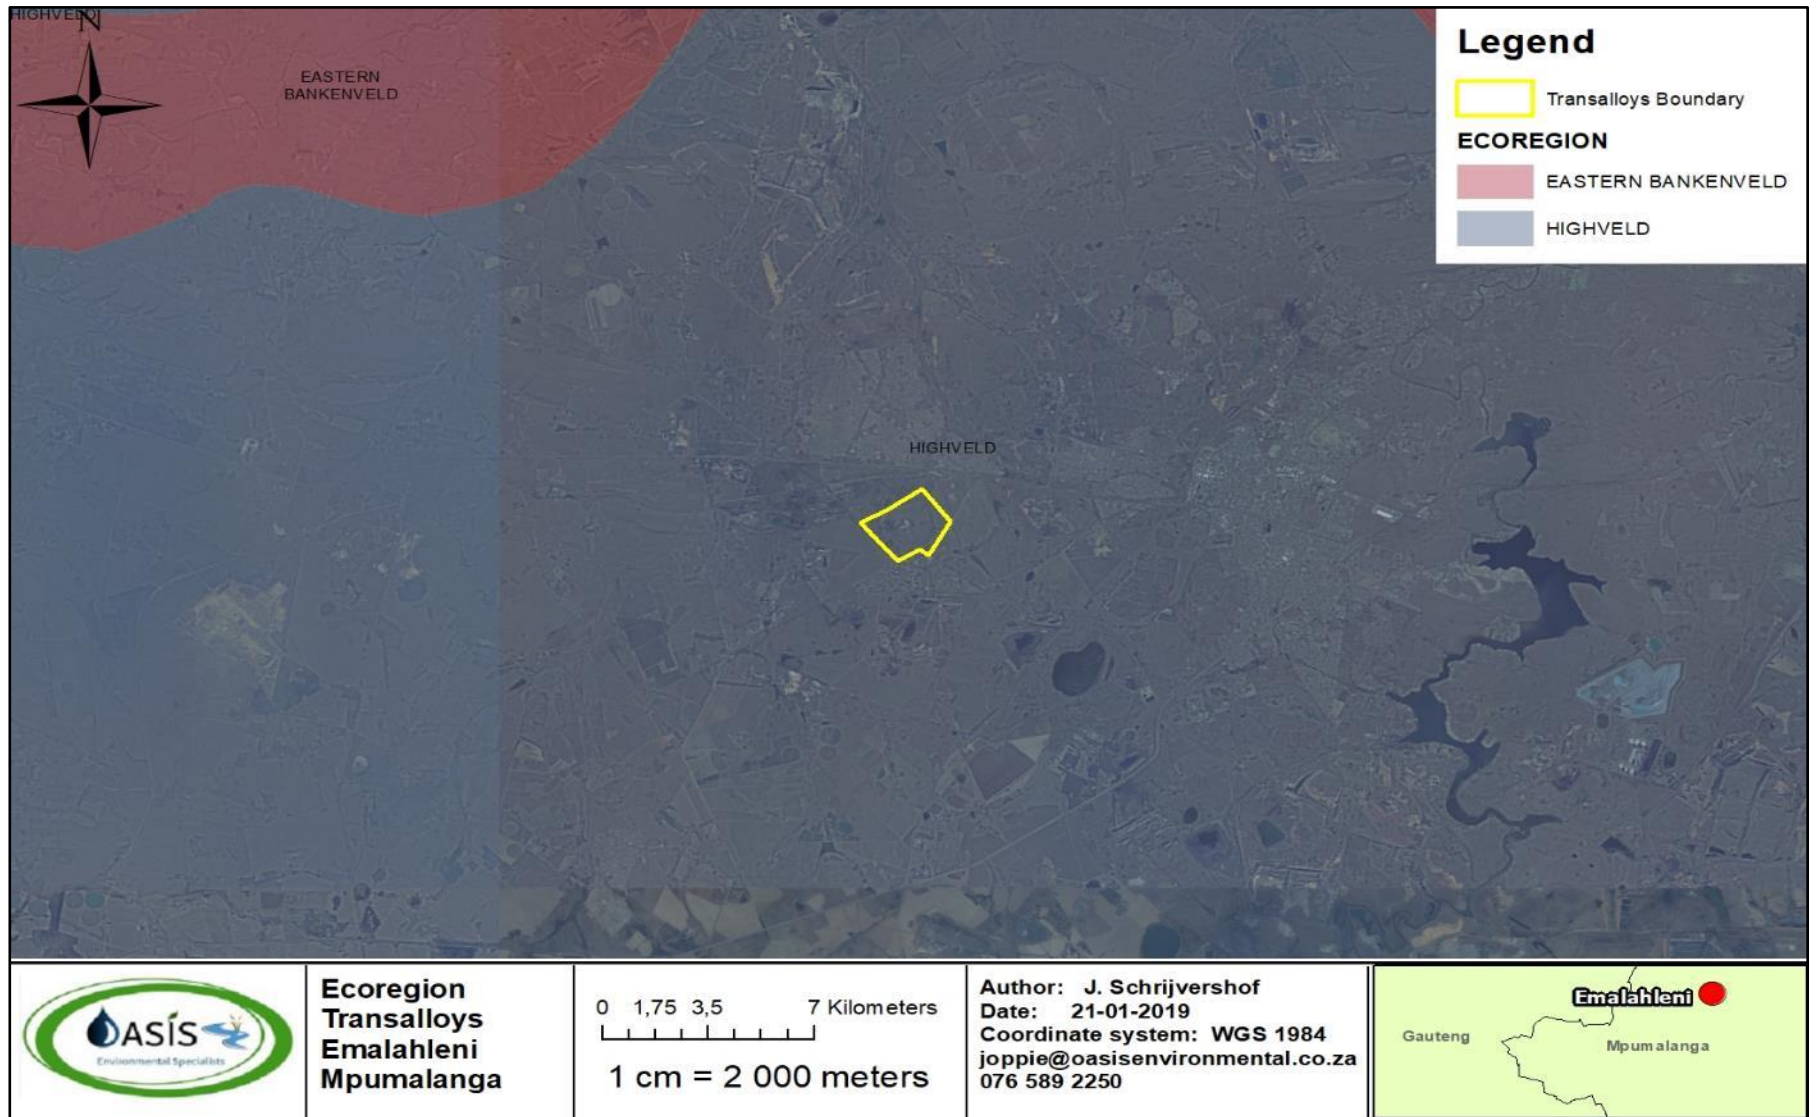 HIGHVELD
N
EASTERN
BANKENVELD
HIGHVELD
Legend
Transalloys Boundary
ECOREGION
EASTERN BANKENVELD
HIGHVELD
OASIS
Environmental Specialists
Ecoregion
Transalloys
Emalahleni
Mpumalanga
0 1,75 3,5 7 Kilometers
1 cm = 2 000 meters
Author: J. Schrijvershof
Date: 21-01-2019
Coordinate system: WGS 1984
joppie@oasisenvironmental.co.za
076 589 2250
Emalahleni
Gauteng
Mpumalanga